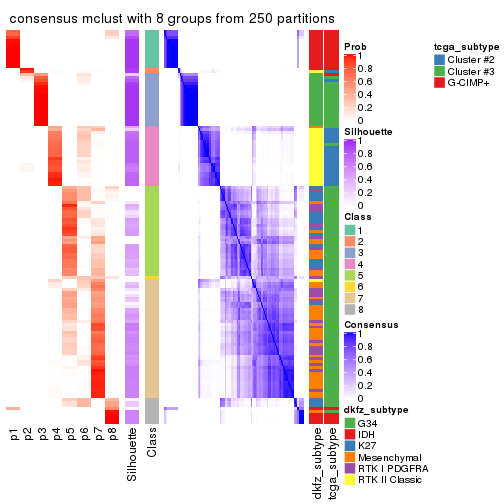 consensus mclust with 8 groups from 250 partitions
Prob
1
0.8
0.6
0.4
0.2
0
Silhouette
1
0.8
0.6
0.4
0.2
0
Class
1
2
3
4
5
6
7
8
Consensus
1
0.8
0.6
0.4
0.2
0
dkfz_subtype
G34
IDH
K27
Mesenchymal
RTK I PDGFRA
RTK II Classic
tcga_subtype
Cluster #2
Cluster #3
G-CIMP+
p1
p2
p3
p4
p5
p6
p7
p8
Silhouette
Class
dkfz_subtype
tcga_subtype